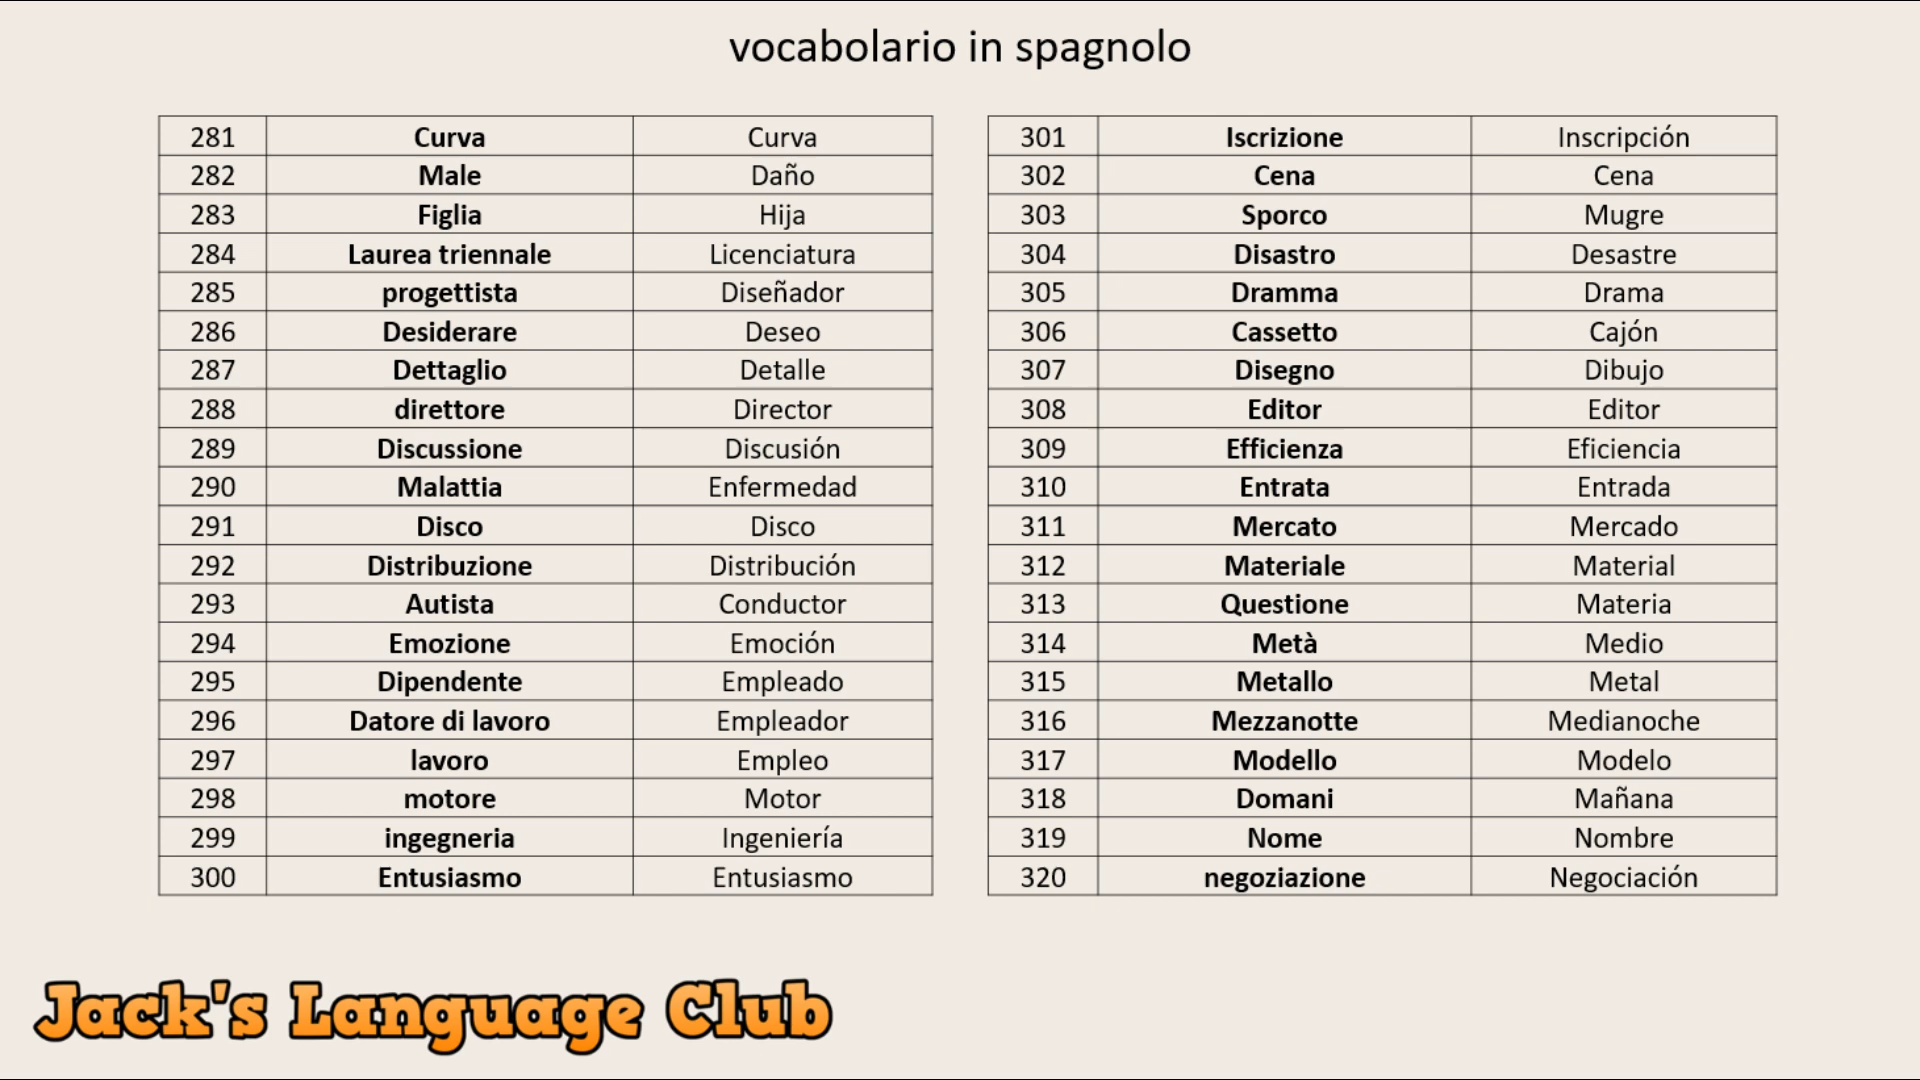 vocabolario in spagnolo
281 Curva Curva
282 Male Daño
283 Figlia Hija
284 Laurea triennale Licenciatura
285 progettista Diseñador
286 Desiderare Deseo
287 Dettaglio Detalle
288 direttore Director
289 Discussione Discusión
290 Malattia Enfermedad
291 Disco Disco
292 Distribuzione Distribución
293 Autista Conductor
294 Emozione Emoción
295 Dipendente Empleado
296 Datore di lavoro Empleador
297 lavoro Empleo
298 motore Motor
299 ingegneria Ingeniería
300 Entusiasmo Entusiasmo
301 Iscrizione Inscripción
302 Cena Cena
303 Sporco Mugre
304 Disastro Desastre
305 Dramma Drama
306 Cassetto Cajón
307 Disegno Dibujo
308 Editor Editor
309 Efficienza Eficiencia
310 Entrata Entrada
311 Mercato Mercado
312 Materiale Material
313 Questione Materia
314 Metà Medio
315 Metallo Metal
316 Mezzanotte Medianoche
317 Modello Modelo
318 Domani Mañana
319 Nome Nombre
320 negoziazione Negociación
Jack's Language Club